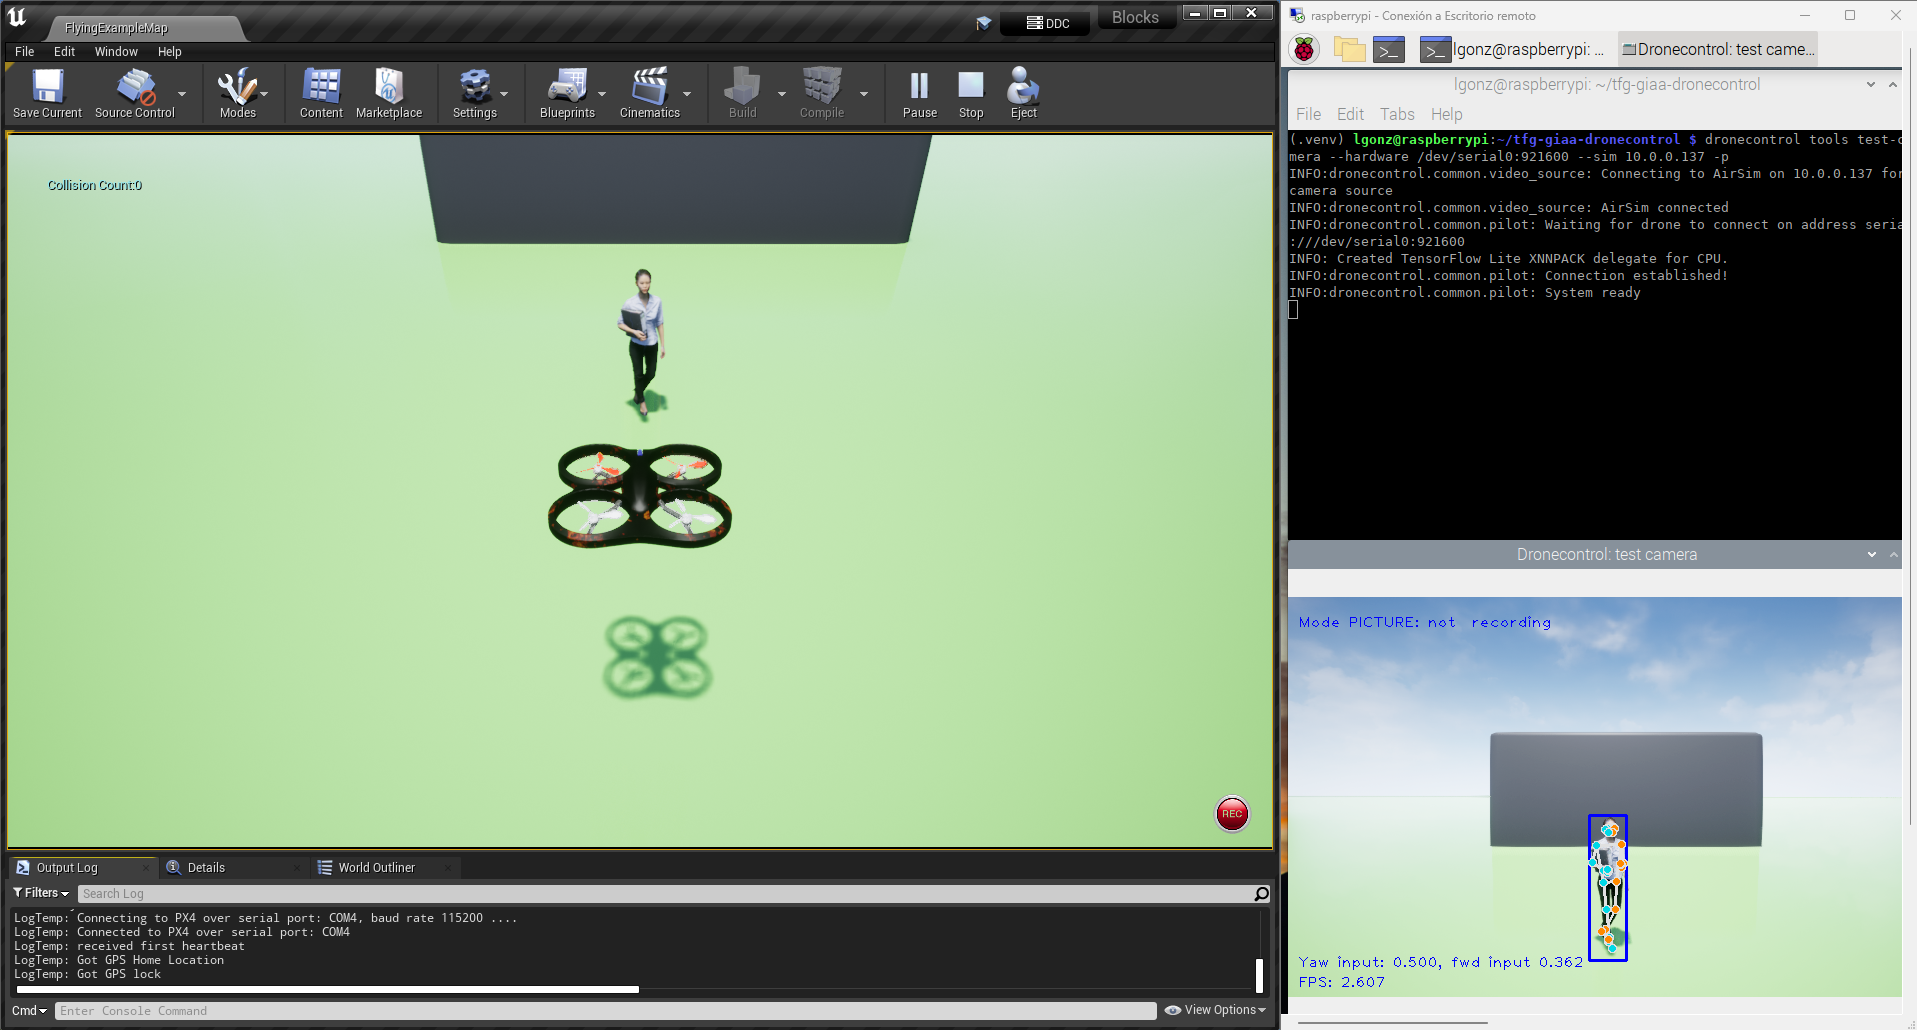 FlyingExampleMap
DDC
Blocks
File Edit Window Help
Save Current
Source Control
Modes
Content
Marketplace
Settings
Blueprints
Cinematics
Build
Compile
Pause
Stop
Eject
Collision Count:0
REC
Output Log
Details
World Outliner
Filters
Search Log
LogTemp: Connecting to PX4 over serial port: COM4, baud rate 115200 ....
LogTemp: Connected to PX4 over serial port: COM4
LogTemp: received first heartbeat
LogTemp: Got GPS Home Location
LogTemp: Got GPS lock
Cmd
Enter Console Command
View Options
raspberrypi - Conexión a Escritorio remoto
lgonz@raspberrypi: ...
Dronecontrol: test came...
lgonz@raspberrypi: ~/tfg-giaa-dronecontrol
File Edit Tabs Help
(.venv) lgonz@raspberrypi:~/tfg-giaa-dronecontrol $ dronecontrol tools test-c
mera --hardware /dev/serial0:921600 --sim 10.0.0.137 -p
INFO:dronecontrol.common.video_source: Connecting to AirSim on 10.0.0.137 for
camera source
INFO:dronecontrol.common.video_source: AirSim connected
INFO:dronecontrol.common.pilot: Waiting for drone to connect on address seria
:///dev/serial0:921600
INFO: Created TensorFlow Lite XNNPACK delegate for CPU.
INFO:dronecontrol.common.pilot: Connection established!
INFO:dronecontrol.common.pilot: System ready
Dronecontrol: test camera
Mode PICTURE: not recording
Yaw input: 0.500, fwd input 0.362
FPS: 2.607